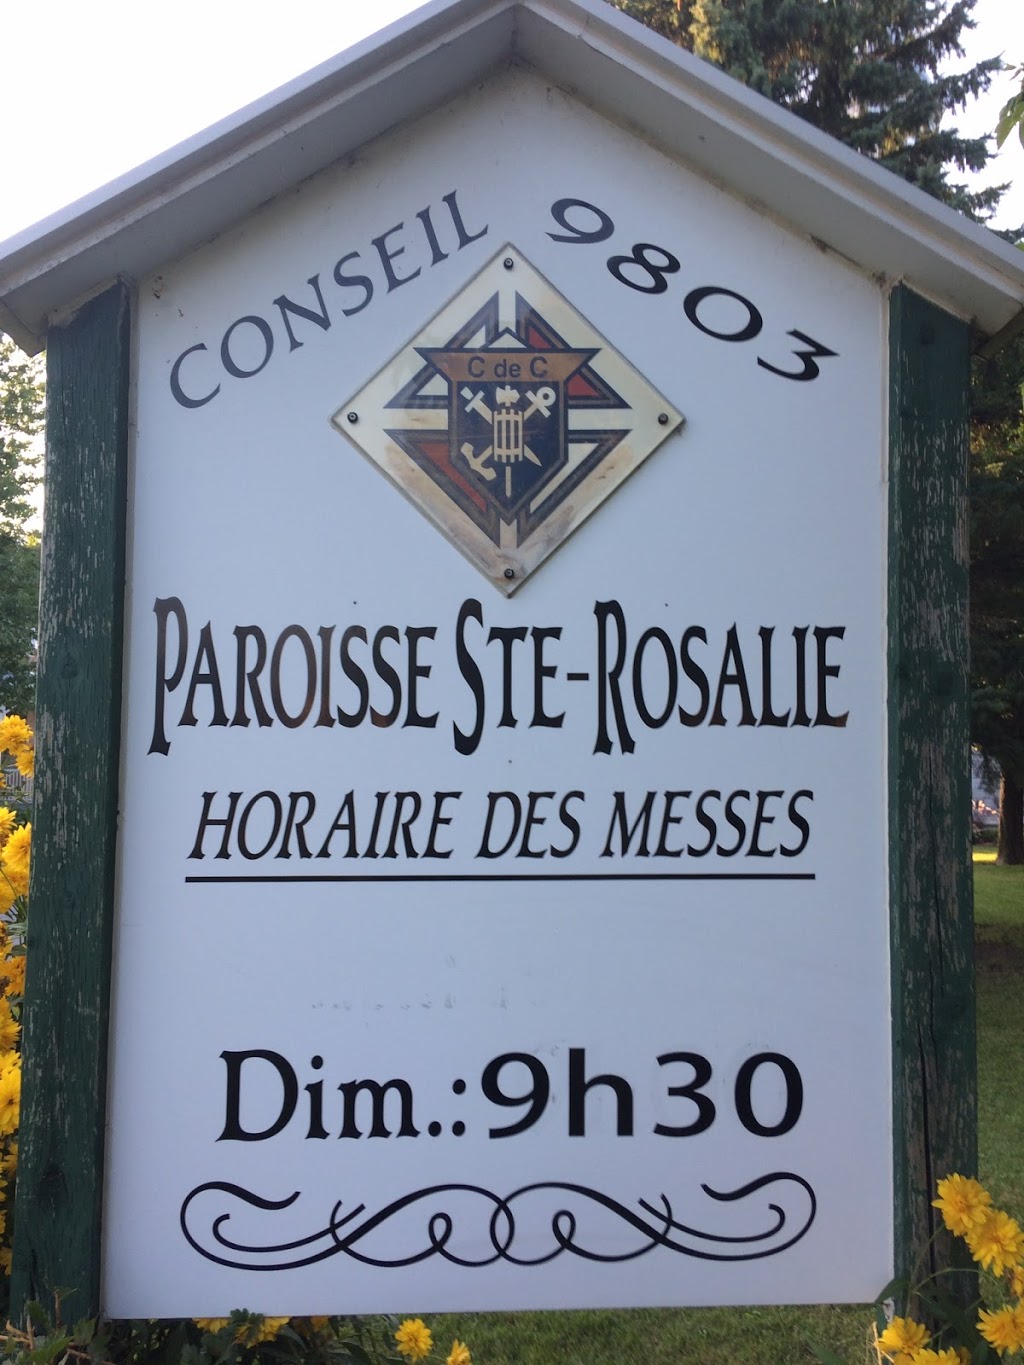 CONSEIL 9803
C de C
PAROISSE STE-ROSALIE
HORAIRE DES MESSES
Dim.: 9h30